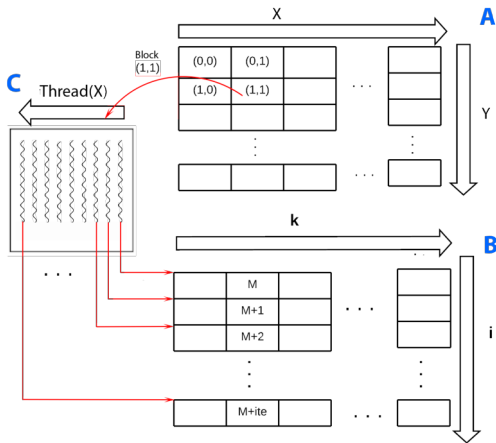 X
A
(0,0) (0,1)
Block
(1,1)
(1,0) (1,1) . . .
C
Thread(X)
Y
. . .
k
B
M
M+1 . . .
M+2
i
. . .
M+ite . . .